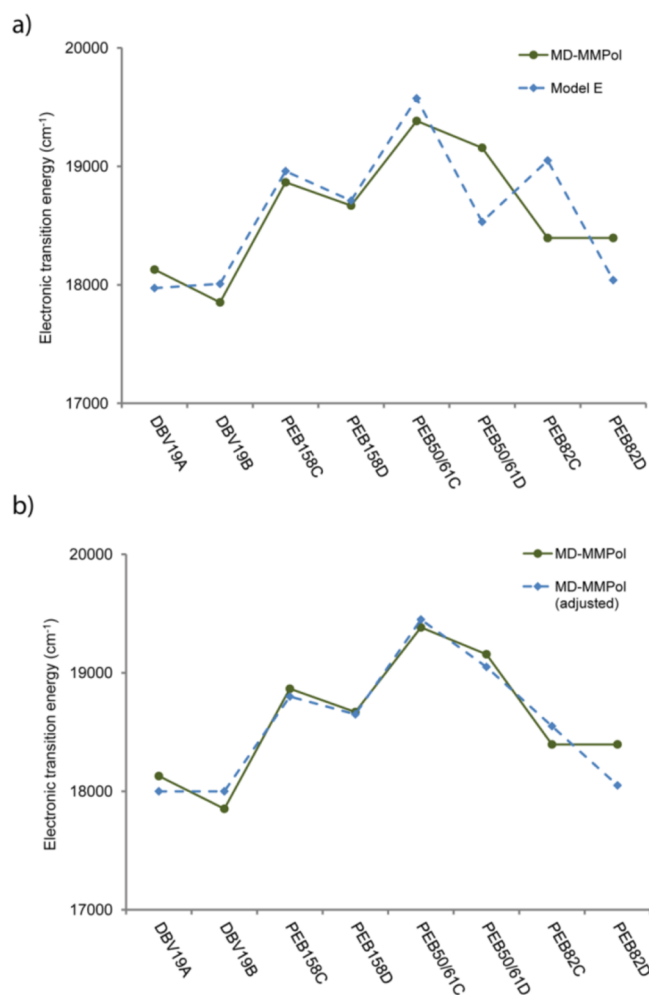 a)
20000
MD-MMPol
Model E
19000
18000
17000
Electronic transition energy (cm⁻¹)
DBV19A
DBV19B
PEB158C
PEB158D
PEB50/61C
PEB50/61D
PEB82C
PEB82D
b)
20000
MD-MMPol
MD-MMPol
(adjusted)
19000
18000
17000
Electronic transition energy (cm⁻¹)
DBV19A
DBV19B
PEB158C
PEB158D
PEB50/61C
PEB50/61D
PEB82C
PEB82D